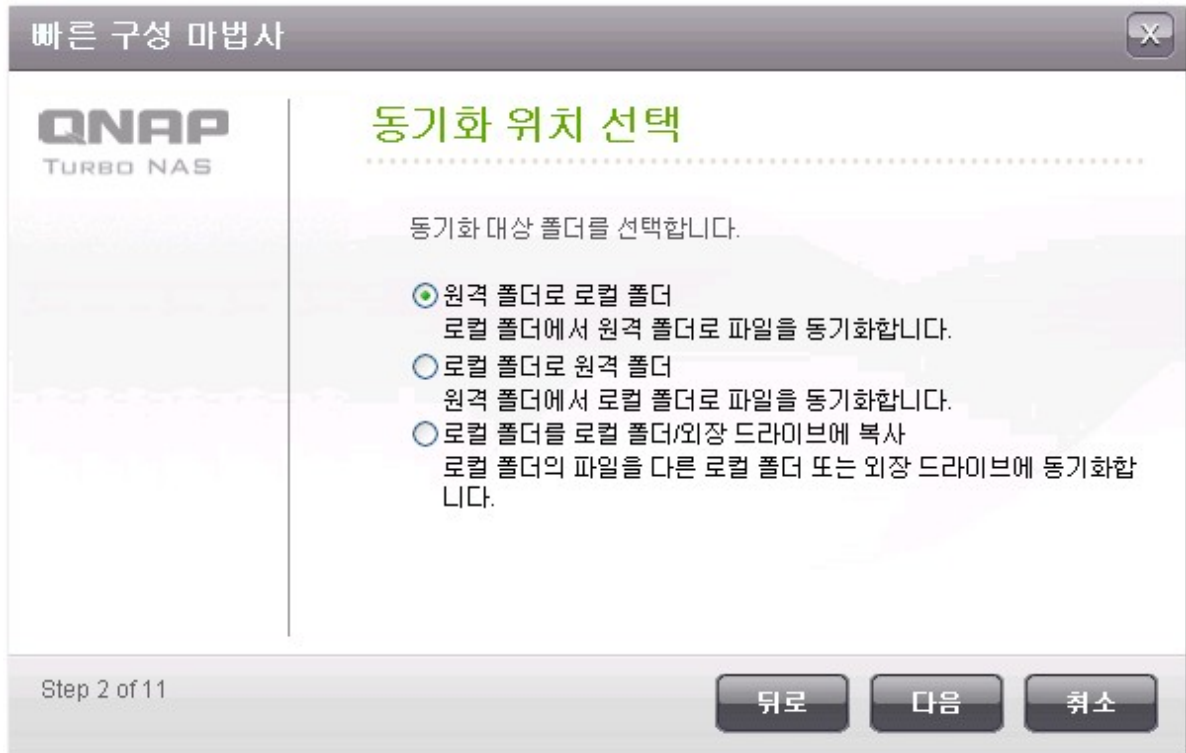 빠른 구성 마법사
X
QNAP
TURBO NAS
동기화 위치 선택
동기화 대상 폴더를 선택합니다.
원격 폴더로 로컬 폴더
로컬 폴더에서 원격 폴더로 파일을 동기화합니다.
로컬 폴더로 원격 폴더
원격 폴더에서 로컬 폴더로 파일을 동기화합니다.
로컬 폴더를 로컬 폴더/외장 드라이브에 복사
로컬 폴더의 파일을 다른 로컬 폴더 또는 외장 드라이브에 동기화합
니다.
Step 2 of 11
뒤로 다음 취소